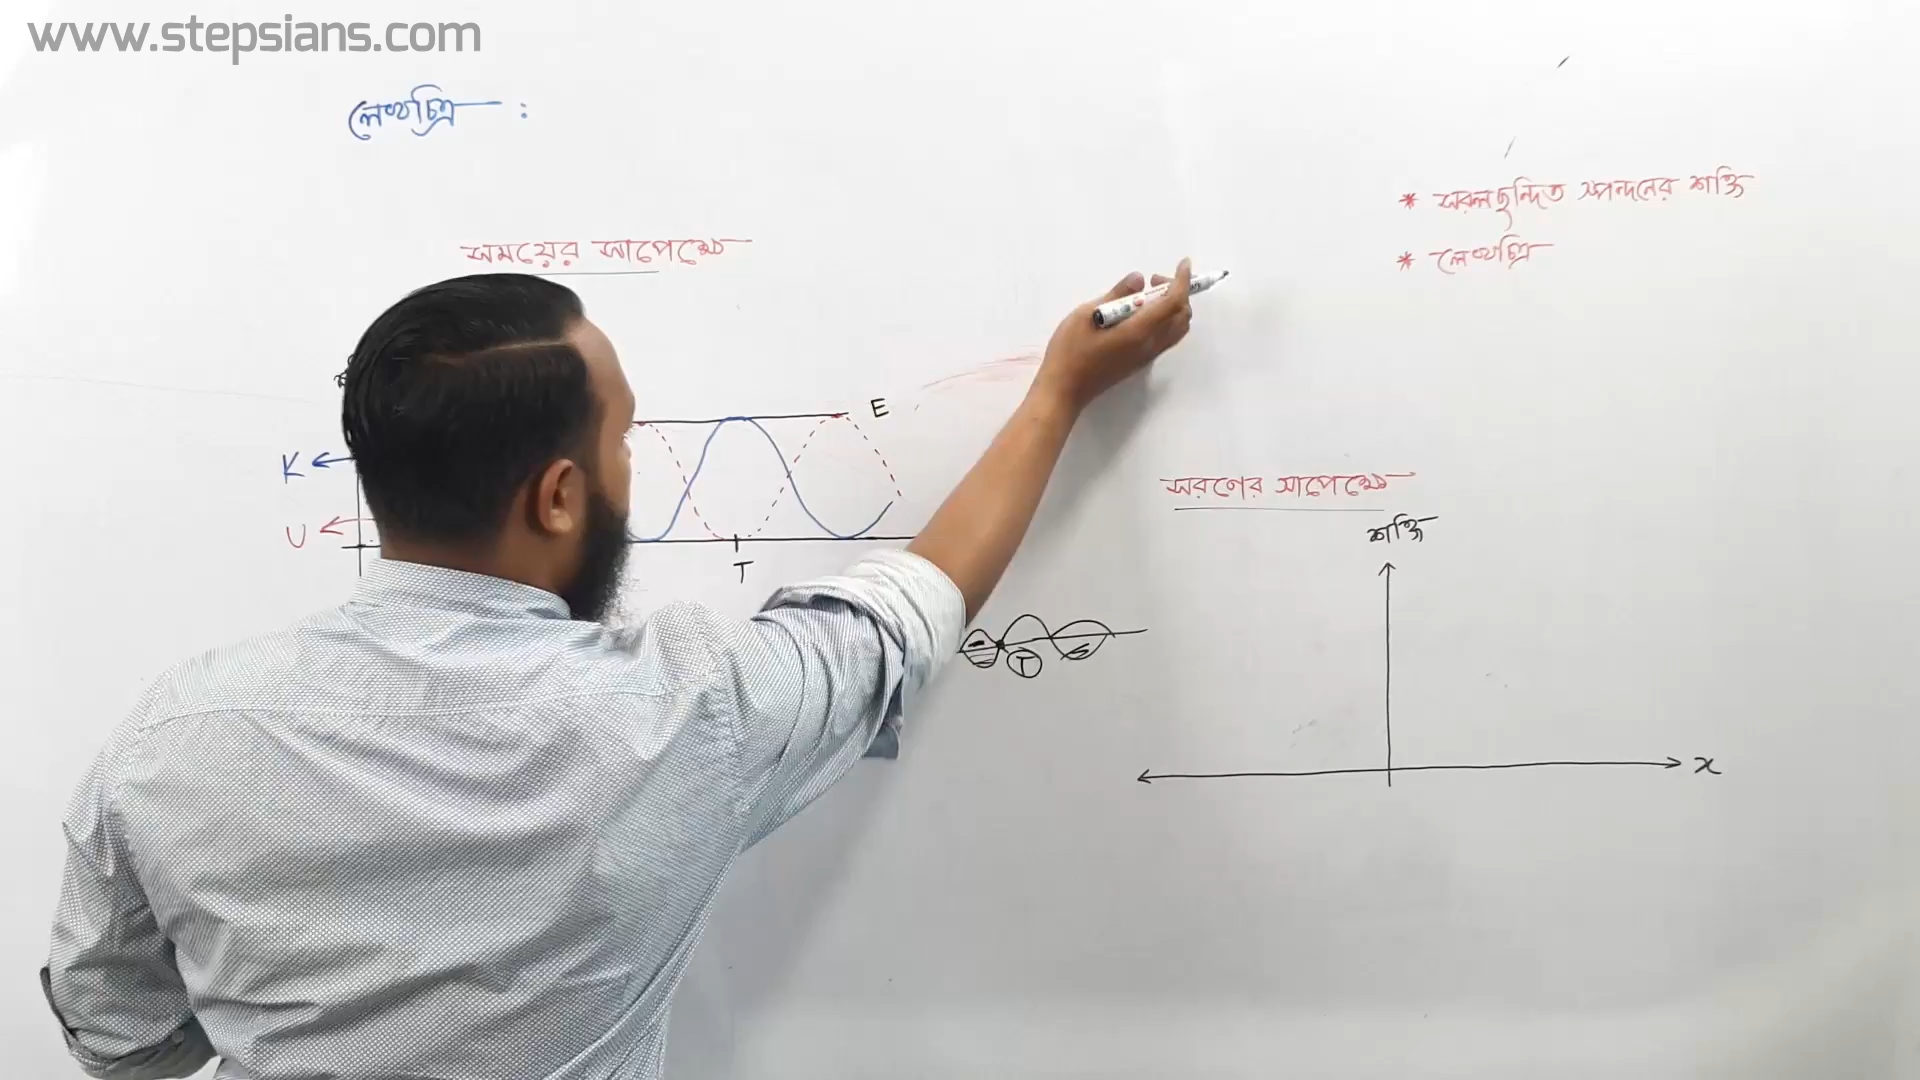 www.stepsians.com
লেখচিত্র :
* সরলছন্দিত স্পন্দনের শক্তি
* লেখচিত্র
সময়ের সাপেক্ষে
E
K
U
T
T
সরণের সাপেক্ষে
শক্তি
x